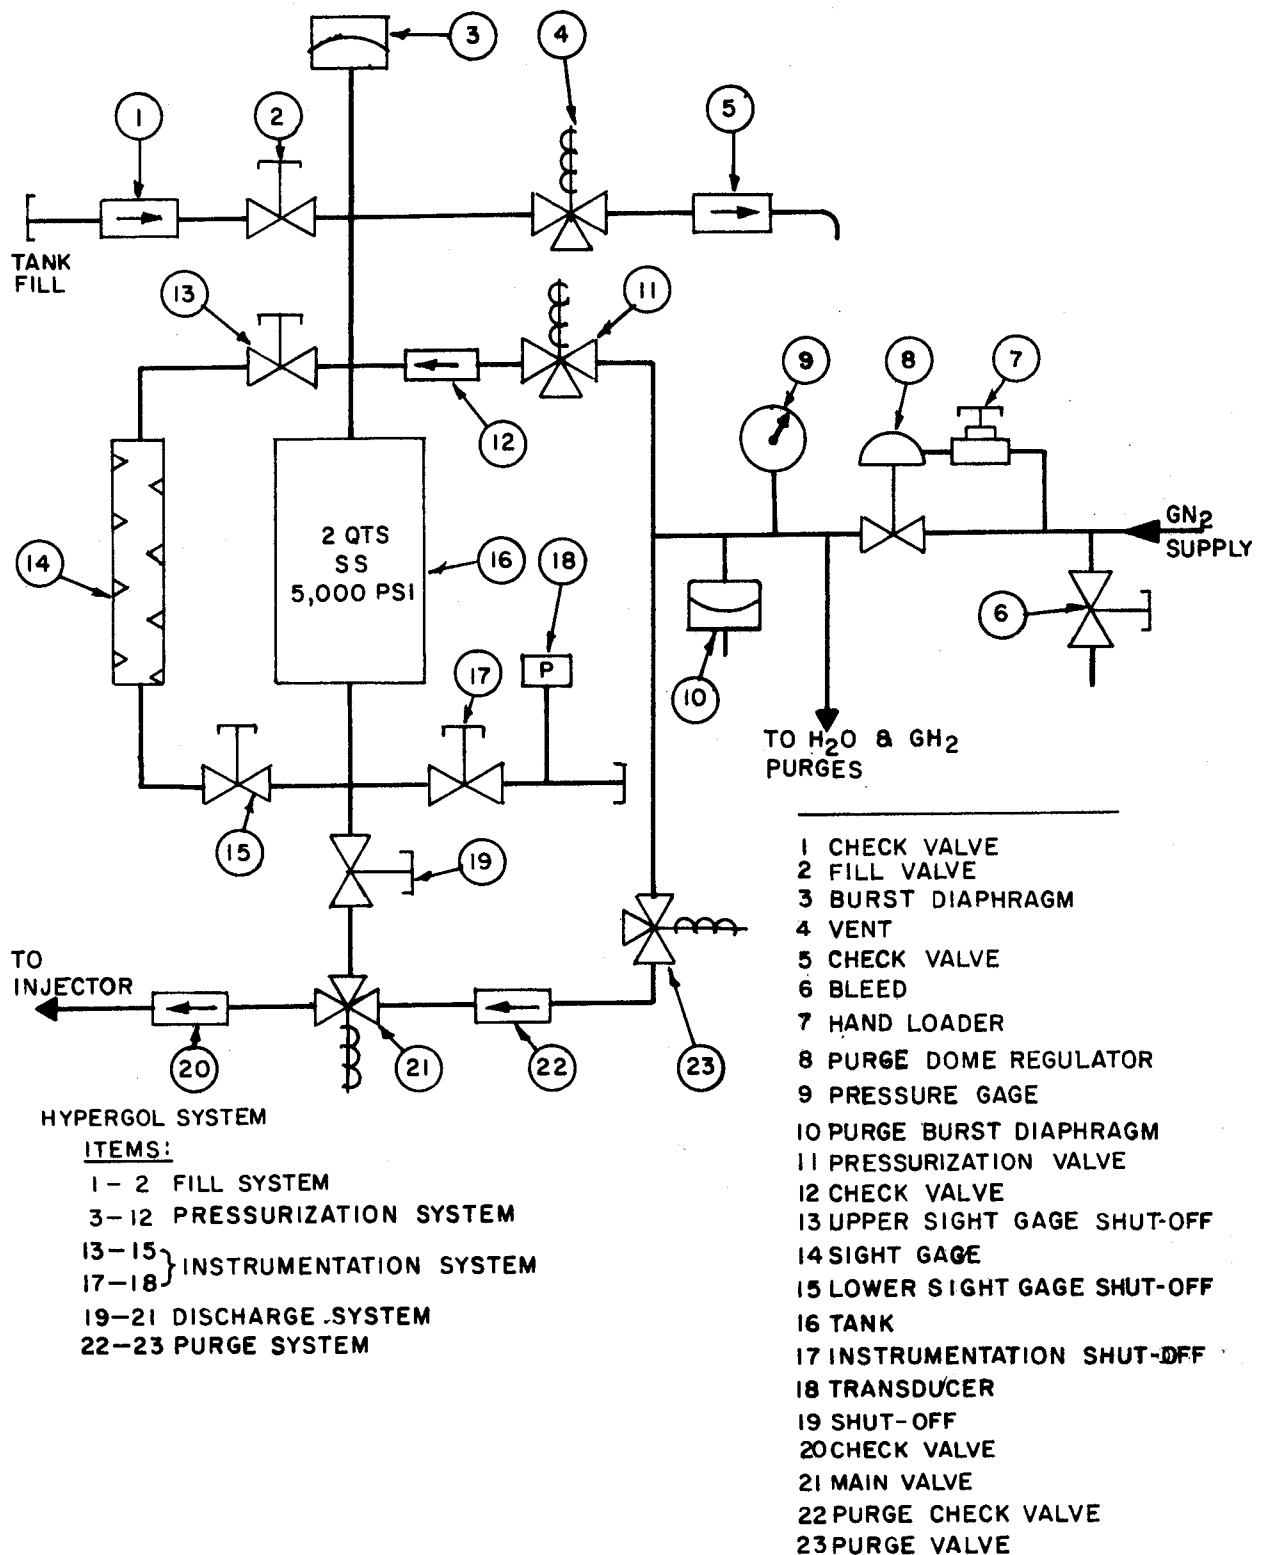 3
4
1
2
5
TANK
FILL
13
11
9
8
7
12
GN2
SUPPLY
2 QTS
SS
5,000 PSI
14
16
18
6
P
17
10
TO H2O & GH2
PURGES
15
19
TO
INJECTOR
20
21
22
23
HYPERGOL SYSTEM
ITEMS:
1-2 FILL SYSTEM
3-12 PRESSURIZATION SYSTEM
13-15
17-18 } INSTRUMENTATION SYSTEM
19-21 DISCHARGE SYSTEM
22-23 PURGE SYSTEM
1 CHECK VALVE
2 FILL VALVE
3 BURST DIAPHRAGM
4 VENT
5 CHECK VALVE
6 BLEED
7 HAND LOADER
8 PURGE DOME REGULATOR
9 PRESSURE GAGE
10 PURGE BURST DIAPHRAGM
11 PRESSURIZATION VALVE
12 CHECK VALVE
13 UPPER SIGHT GAGE SHUT-OFF
14 SIGHT GAGE
15 LOWER SIGHT GAGE SHUT-OFF
16 TANK
17 INSTRUMENTATION SHUT-OFF
18 TRANSDUCER
19 SHUT-OFF
20 CHECK VALVE
21 MAIN VALVE
22 PURGE CHECK VALVE
23 PURGE VALVE